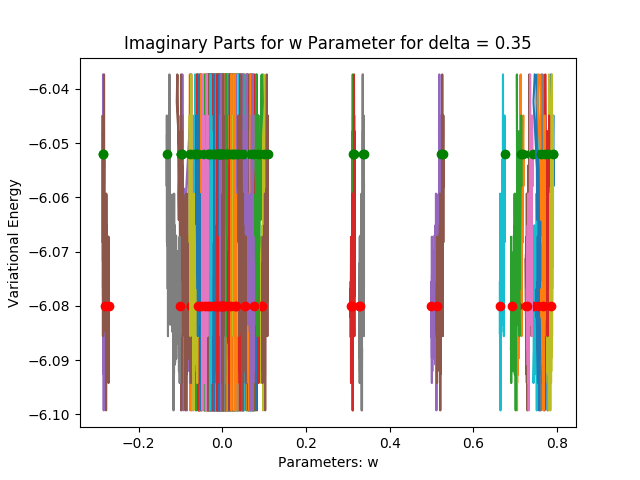 Imaginary Parts for w Parameter for delta = 0.35
Variational Energy
−6.04
−6.05
−6.06
−6.07
−6.08
−6.09
−6.10
−0.2 0.0 0.2 0.4 0.6 0.8
Parameters: w